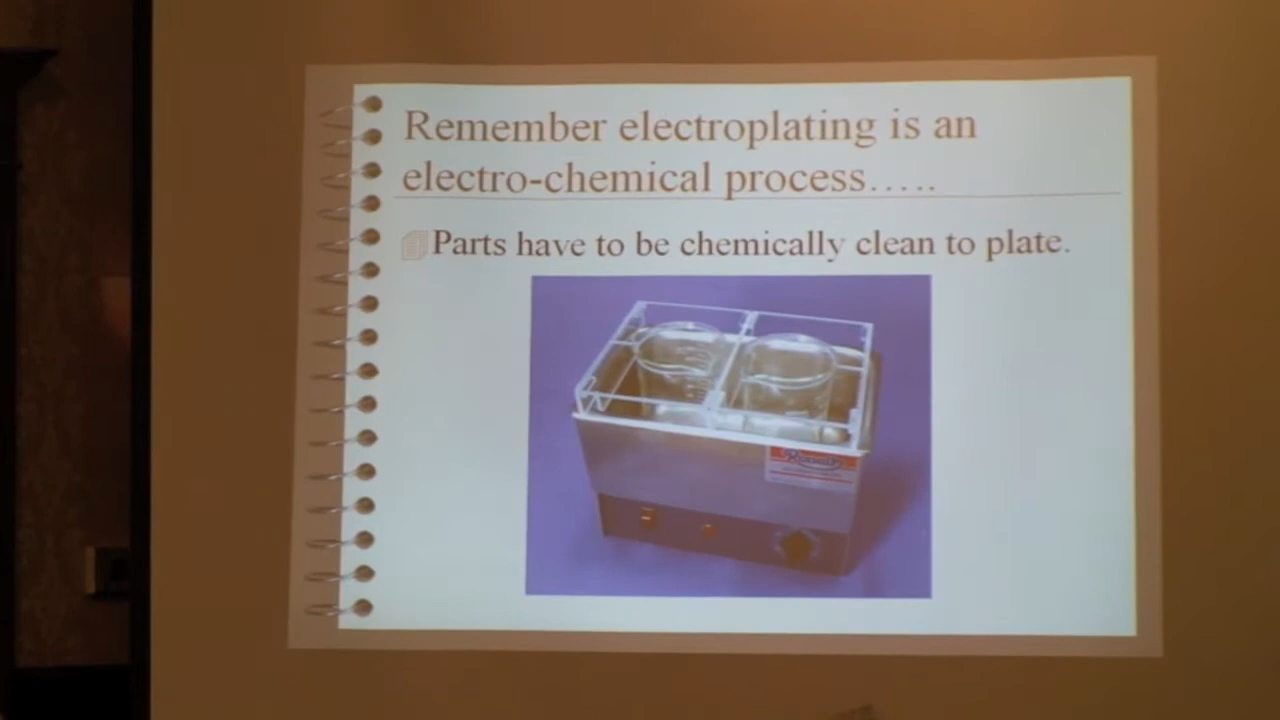 Remember electroplating is an
electro-chemical process…..
Parts have to be chemically clean to plate.